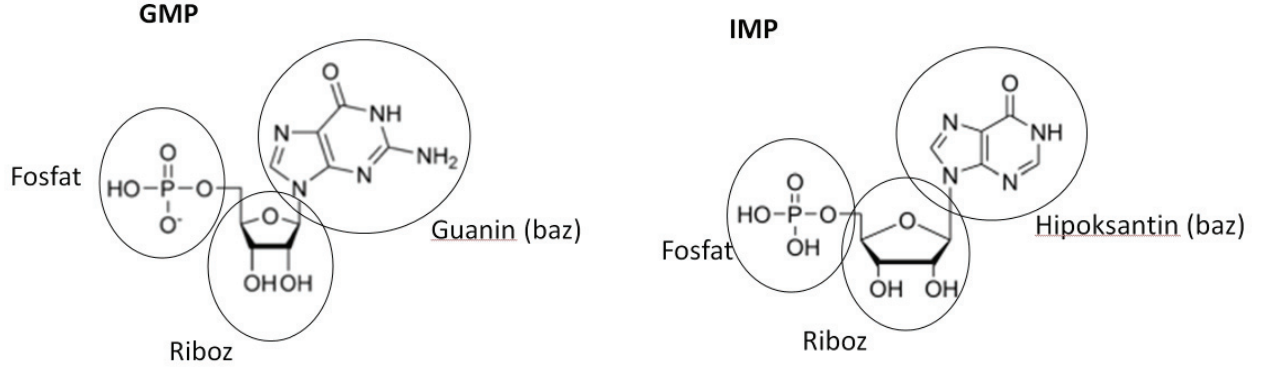 GMP
O
N
NH
N
NH₂
N
O
HO-P-O
O⁻
O
OH OH
Fosfat
Guanin (baz)
Riboz
IMP
O
N
NH
N
N
O
HO-P-O
OH
O
OH
OH
Fosfat
Hipoksantin (baz)
Riboz